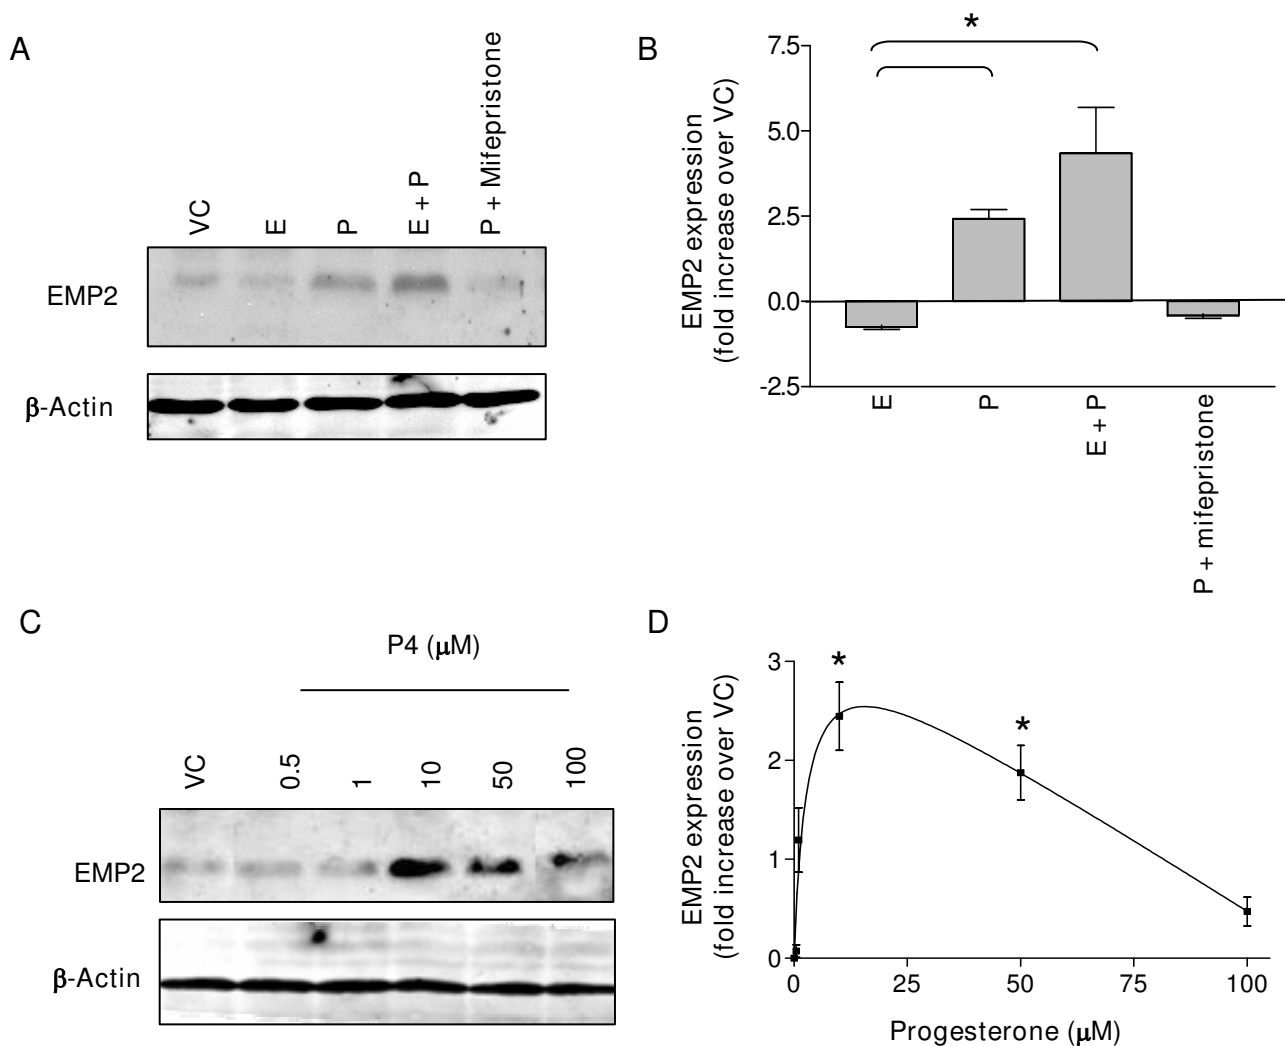 A
VC
E
P
E + P
P + Mifepristone
EMP2
β-Actin
B
*
EMP2 expression
(fold increase over VC)
7.5
5.0
2.5
0.0
-2.5
E
P
E + P
P + mifepristone
C
P4 (µM)
VC
0.5
1
10
50
100
EMP2
β-Actin
D
*
*
EMP2 expression
(fold increase over VC)
3
2
1
0
0
25
50
75
100
Progesterone (µM)